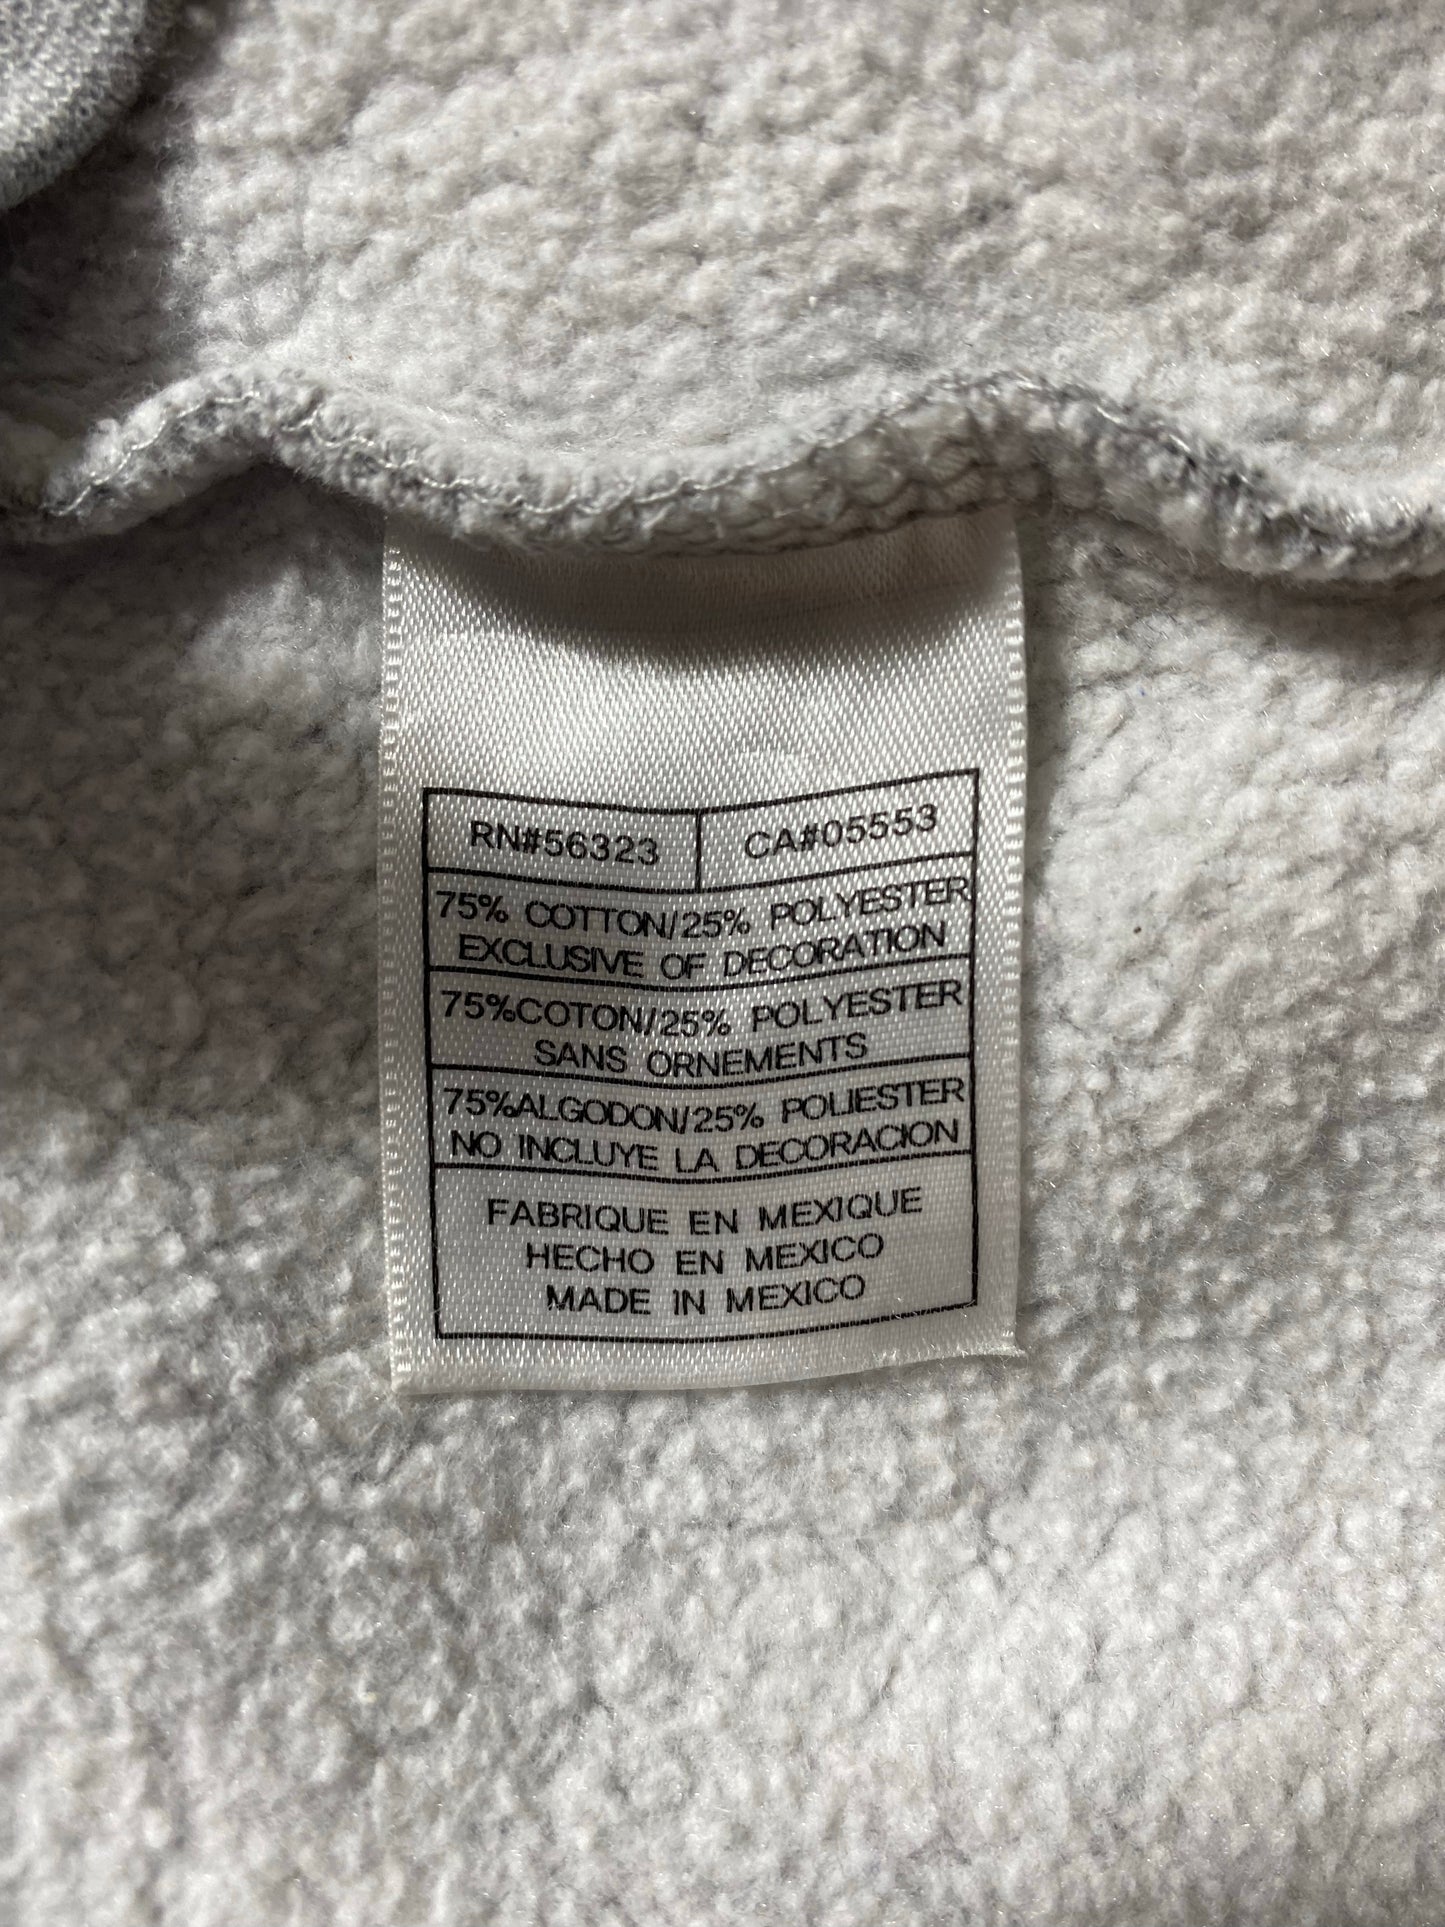 RN#56323 CA#05553
75% COTTON/25% POLYESTER
EXCLUSIVE OF DECORATION
75%COTON/25% POLYESTER
SANS ORNEMENTS
75%ALGODON/25% POLIESTER
NO INCLUYE LA DECORACION
FABRIQUE EN MEXIQUE
HECHO EN MEXICO
MADE IN MEXICO